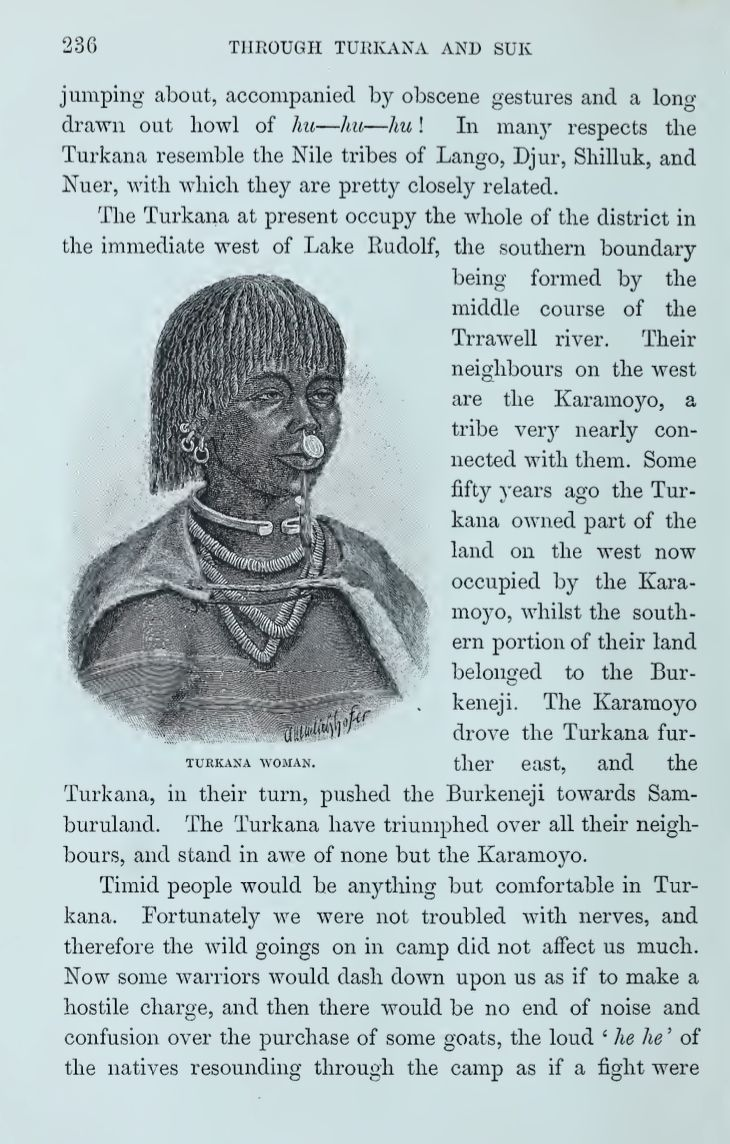 236 THROUGH TURKANA AND SUK
jumping about, accompanied by obscene gestures and a long
drawn out howl of hu—hu—hu! In many respects the
Turkana resemble the Nile tribes of Lango, Djur, Shilluk, and
Nuer, with which they are pretty closely related.
The Turkana at present occupy the whole of the district in
the immediate west of Lake Rudolf, the southern boundary
being formed by the
middle course of the
Trrawell river. Their
neighbours on the west
are the Karamoyo, a
tribe very nearly con-
nected with them. Some
fifty years ago the Tur-
kana owned part of the
land on the west now
occupied by the Kara-
moyo, whilst the south-
ern portion of their land
belonged to the Bur-
keneji. The Karamoyo
drove the Turkana fur-
ther east, and the
TURKANA WOMAN.
Turkana, in their turn, pushed the Burkeneji towards Sam-
buruland. The Turkana have triumphed over all their neigh-
bours, and stand in awe of none but the Karamoyo.
Timid people would be anything but comfortable in Tur-
kana. Fortunately we were not troubled with nerves, and
therefore the wild goings on in camp did not affect us much.
Now some warriors would dash down upon us as if to make a
hostile charge, and then there would be no end of noise and
confusion over the purchase of some goats, the loud ‘he he’ of
the natives resounding through the camp as if a fight were